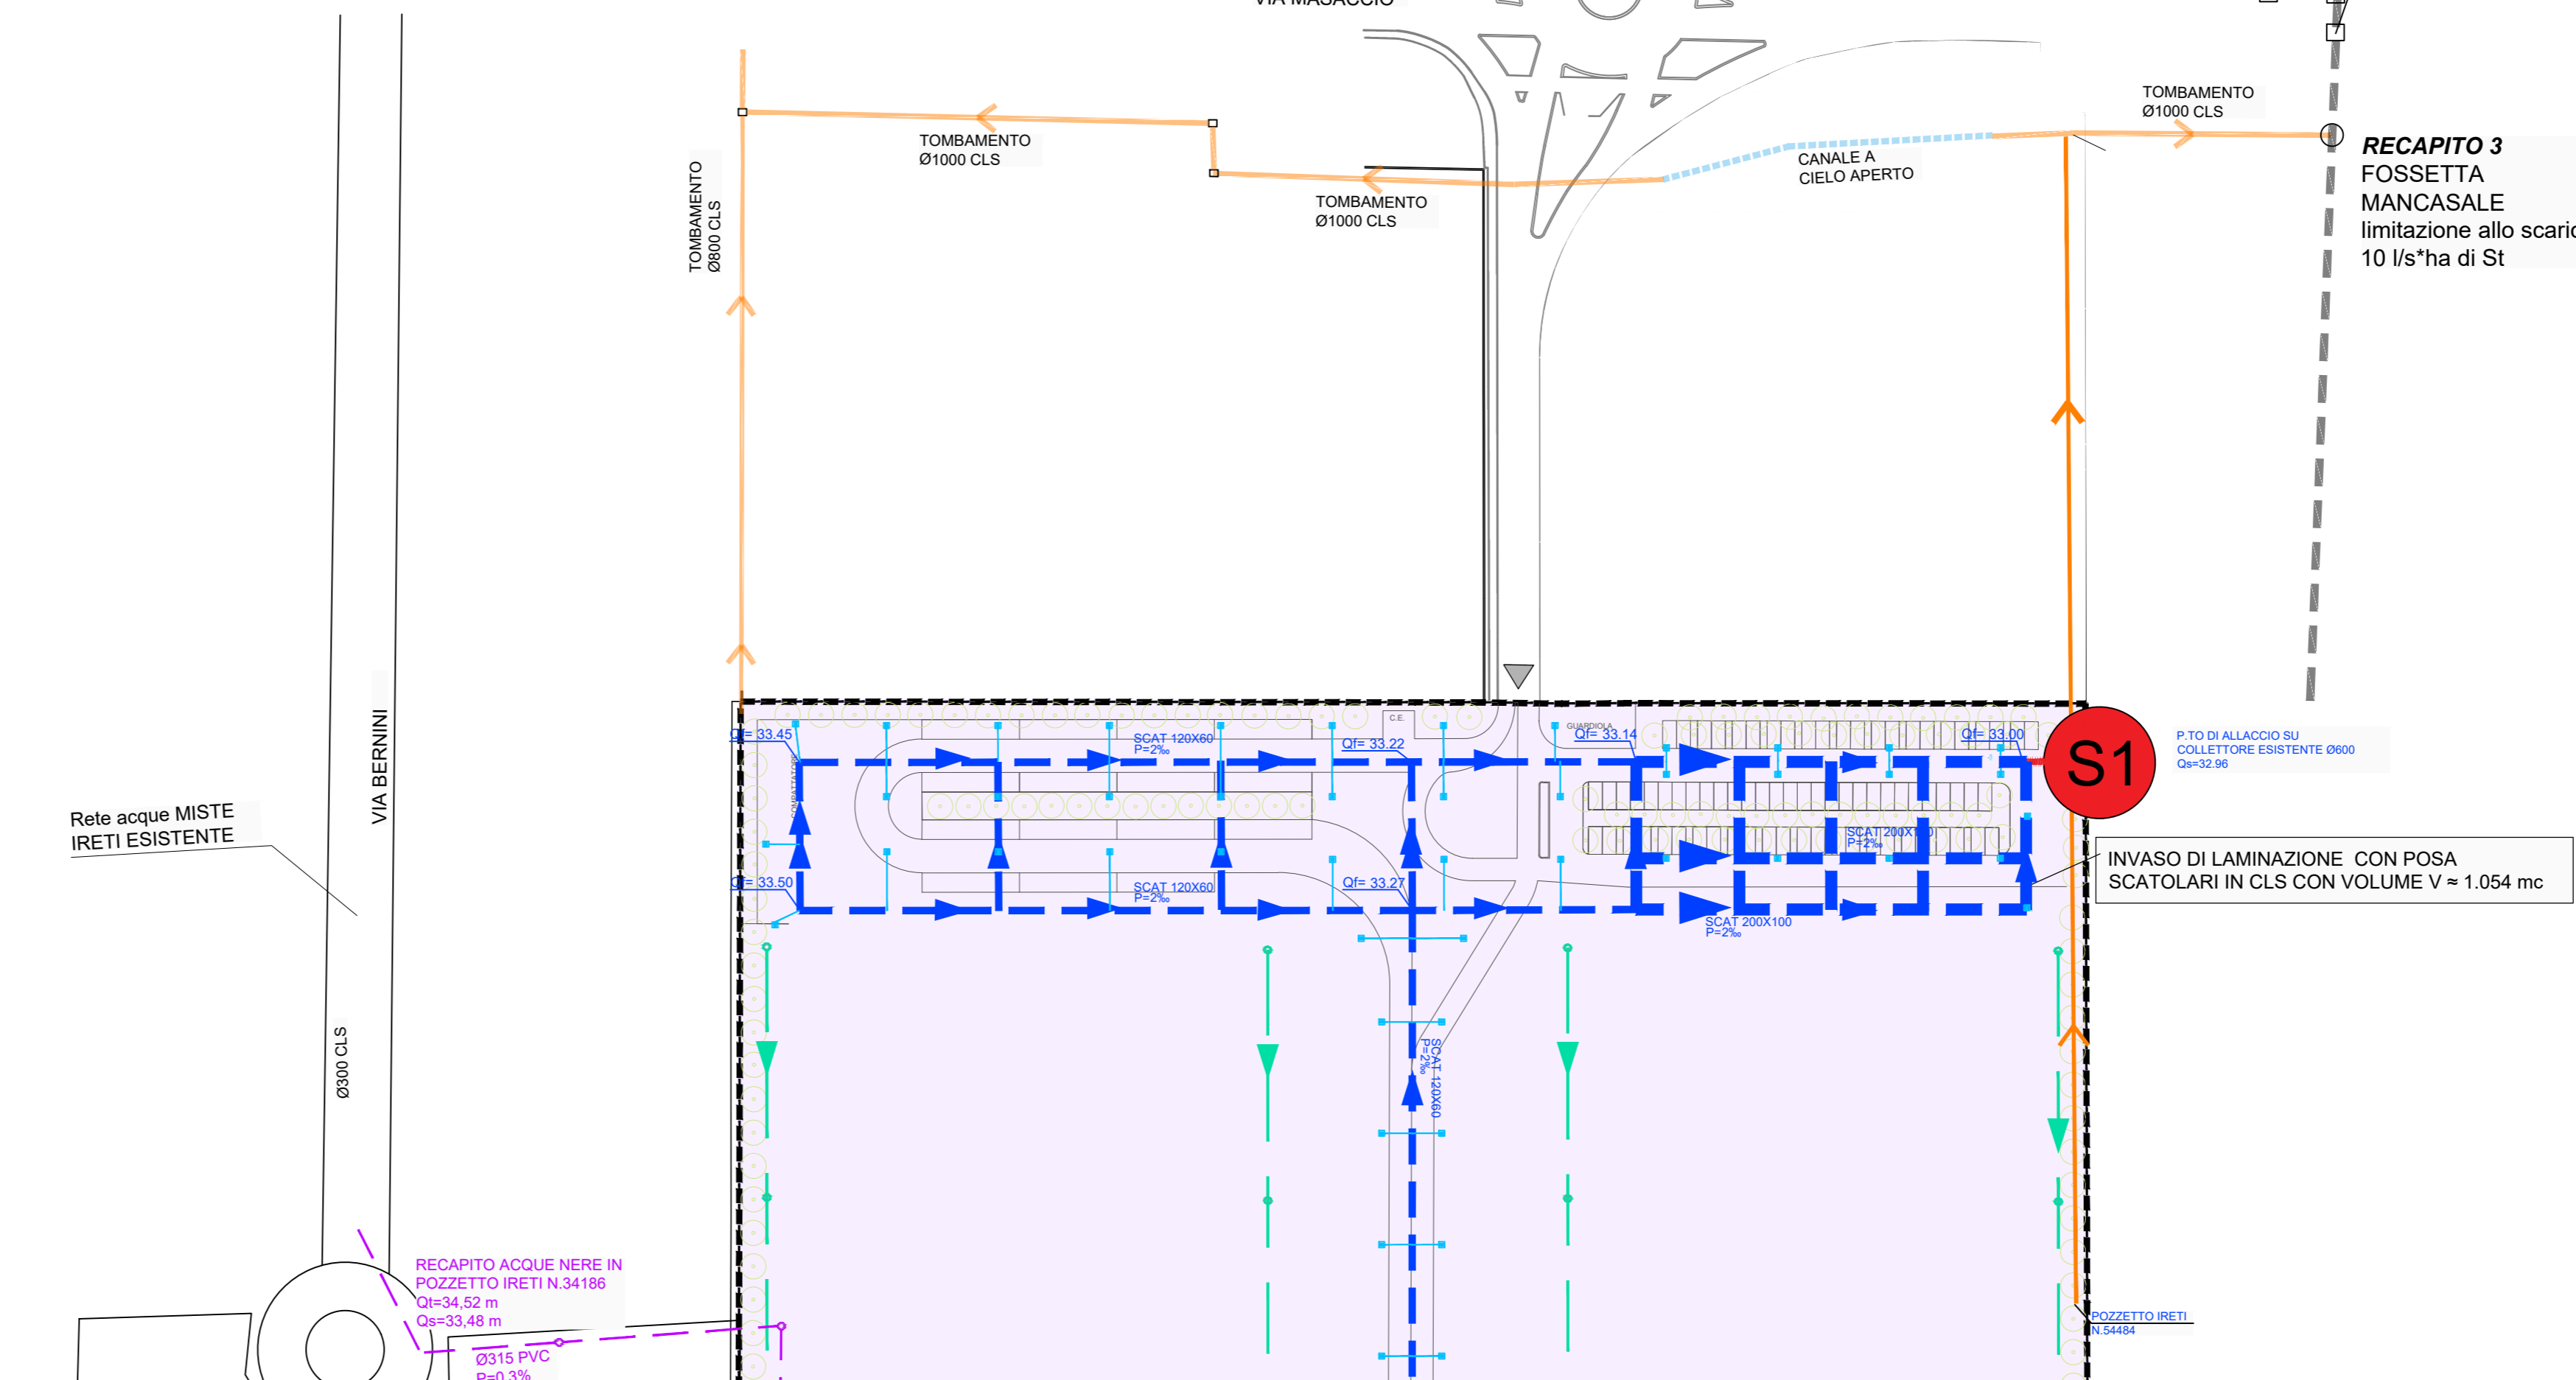 VIA MASACCIO
TOMBAMENTO
Ø1000 CLS
TOMBAMENTO
Ø1000 CLS
CANALE A
CIELO APERTO
TOMBAMENTO
Ø1000 CLS
TOMBAMENTO
Ø800 CLS
RECAPITO 3
FOSSETTA
MANCASALE
limitazione allo scaric
10 l/s*ha di St
VIA BERNINI
Rete acque MISTE
IRETI ESISTENTE
Ø300 CLS
C.E.
GUARDIOLA
COMPATTATORE
Qf= 33.45
SCAT 120X60
P=2‰
Qf= 33.22
Qf= 33.14
Qf= 33.00
S1
P.TO DI ALLACCIO SU
COLLETTORE ESISTENTE Ø600
Qs=32.96
Qf= 33.50
SCAT 120X60
P=2‰
Qf= 33.27
SCAT 200X100
P=2‰
SCAT 200X100
P=2‰
INVASO DI LAMINAZIONE CON POSA
SCATOLARI IN CLS CON VOLUME V ≈ 1.054 mc
SCAT 120X60
P=2‰
RECAPITO ACQUE NERE IN
POZZETTO IRETI N.34186
Qt=34,52 m
Qs=33,48 m
Ø315 PVC
P=0.3%
POZZETTO IRETI
N.54484